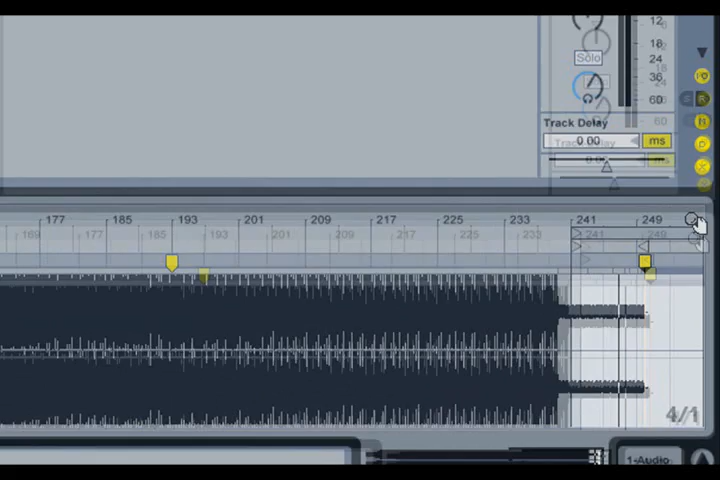 12
18
24
36
60
Solo
Track Delay
0.00 ms
177 185 193 201 209 217 225 233 241 249
169 177 185 193 201 209 217 225 233 241 249
4/1
1-Audio